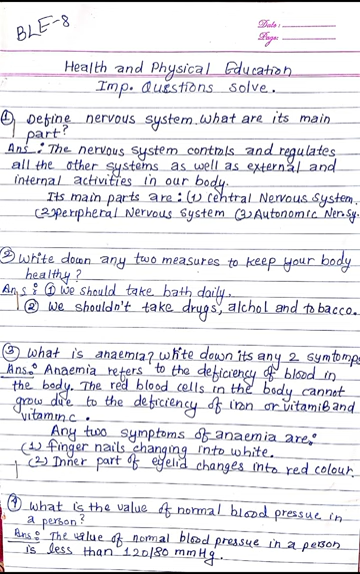 BLE-8
Date:
Page:
Health and Physical Education
Imp. Questions solve.
① Define nervous system. What are its main
part?
Ans: The nervous system controls and regulates
all the other systems as well as external and
internal activities in our body.
Its main parts are: (1) Central Nervous System.
(2) Peripheral Nervous System (3) Autonomic Ner. Sy.
② Write down any two measures to keep your body
healthy?
Ans: ① We should take bath daily.
② We shouldn't take drugs, alchol and tobacco.
③ What is anaemia? Write down its any 2 symtomps
Ans: Anaemia refers to the deficiency of blood in
the body. The red blood cells in the body cannot
grow due to the deficiency of iron or vitamin B and
vitamin c.
Any two symptoms of anaemia are:
(1) Finger nails changing into white.
(2) Inner part of eyelid changes into red colour.
④ What is the value of normal blood pressue in
a person?
Ans: The value of normal blood pressye in a person
is less than 120/80 mmHg.